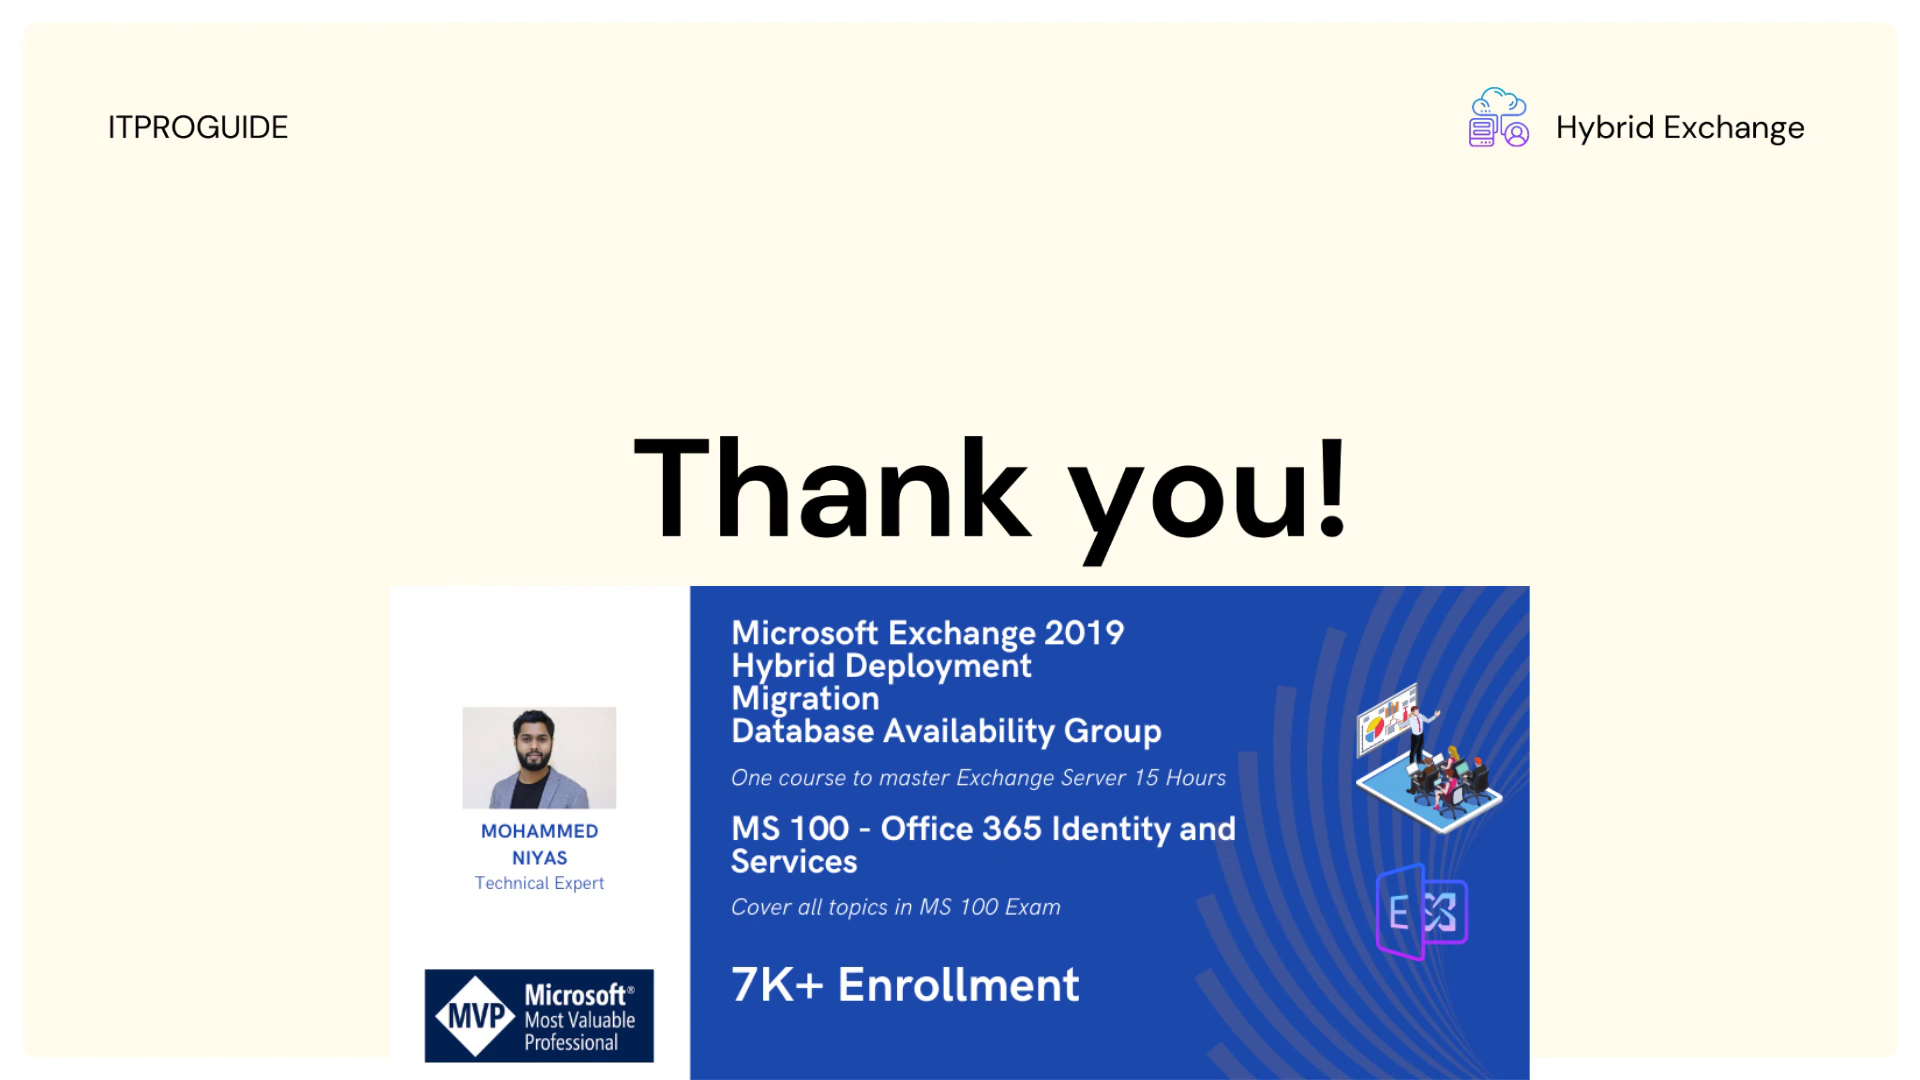 ITPROGUIDE
Hybrid Exchange
Thank you!
MOHAMMED
NIYAS
Technical Expert
MVP
Microsoft®
Most Valuable
Professional
Microsoft Exchange 2019
Hybrid Deployment
Migration
Database Availability Group
One course to master Exchange Server 15 Hours
MS 100 - Office 365 Identity and
Services
Cover all topics in MS 100 Exam
7K+ Enrollment
E